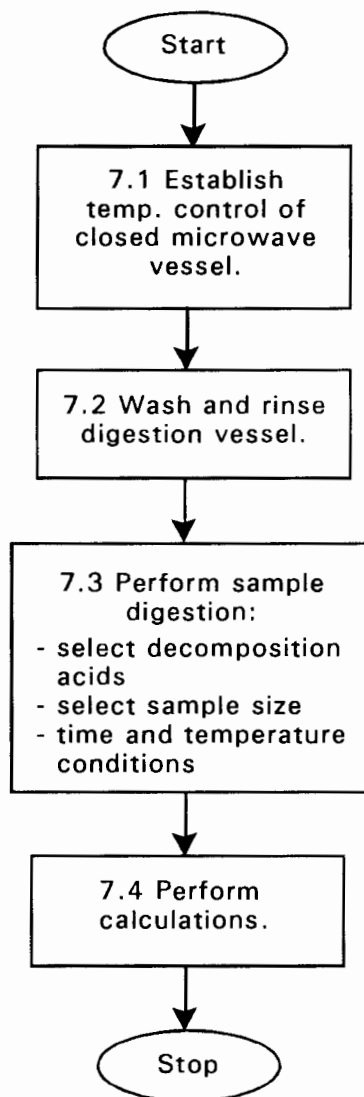 Start
7.1 Establish
temp. control of
closed microwave
vessel.
7.2 Wash and rinse
digestion vessel.
7.3 Perform sample
digestion:
- select decomposition
acids
- select sample size
- time and temperature
conditions
7.4 Perform
calculations.
Stop